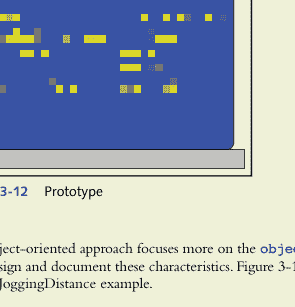 3-12 Prototype
ject-oriented approach focuses more on the
sign and document these characteristics. Figure 3-1
JoggingDistance example.